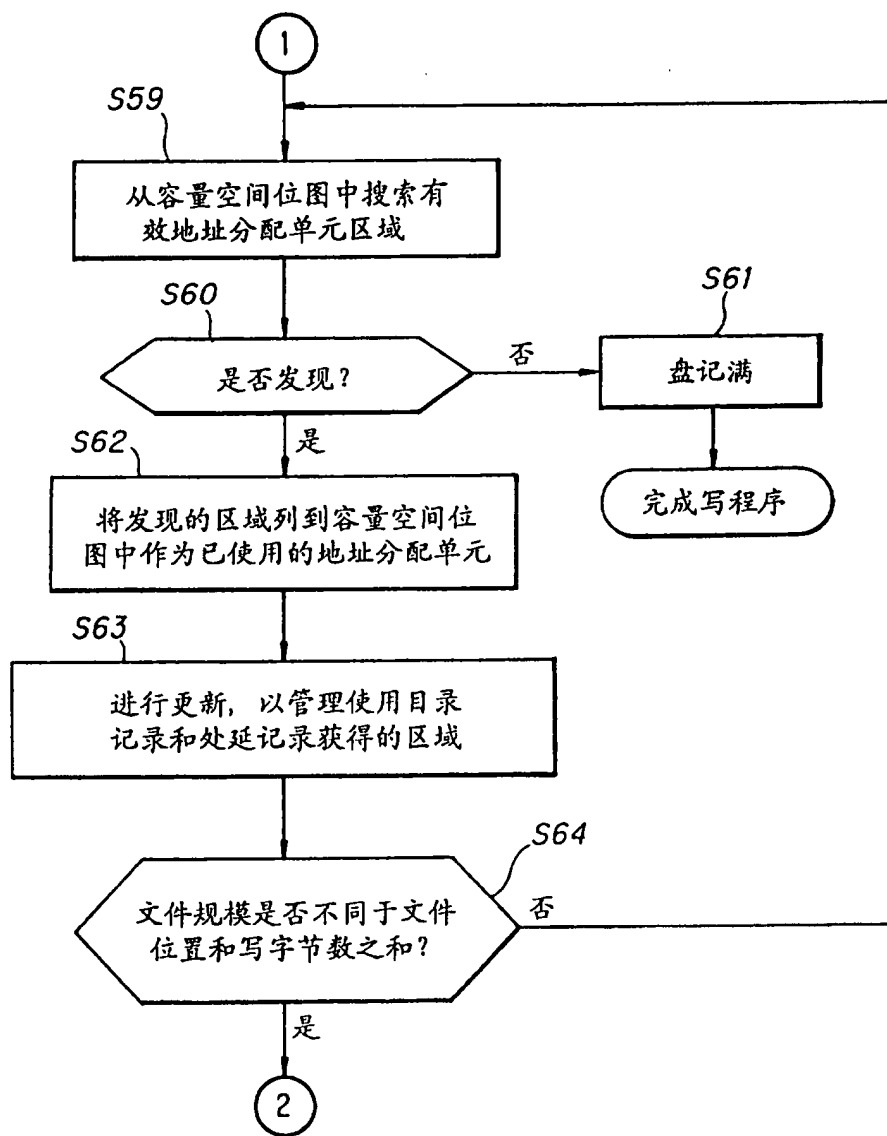 1
S59
从容量空间位图中搜索有
效地址分配单元区域
S60
是否发现?
否
S61
盘记满
完成写程序
是
S62
将发现的区域列到容量空间位
图中作为已使用的地址分配单元
S63
进行更新，以管理使用目录
记录和处延记录获得的区域
S64
文件规模是否不同于文件
位置和写字节数之和?
否
是
2